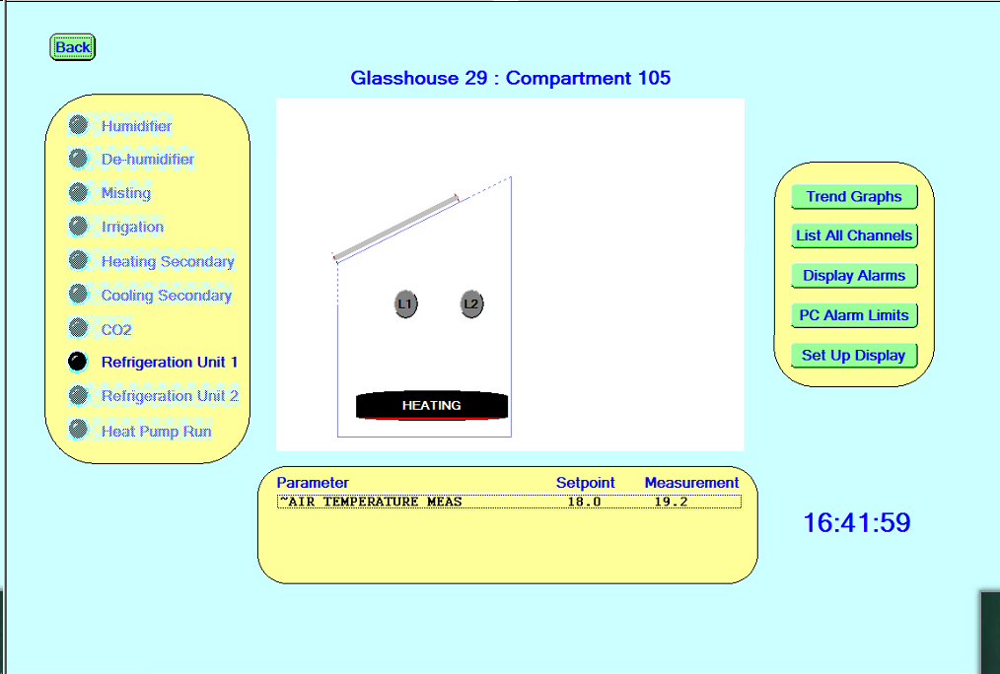 Back
Glasshouse 29 : Compartment 105
Humidifier
De-humidifier
Misting
Irrigation
Heating Secondary
Cooling Secondary
CO2
Refrigeration Unit 1
Refrigeration Unit 2
Heat Pump Run
L1 L2
HEATING
Trend Graphs
List All Channels
Display Alarms
PC Alarm Limits
Set Up Display
Parameter Setpoint Measurement
~AIR TEMPERATURE MEAS 18.0 19.2
16:41:59